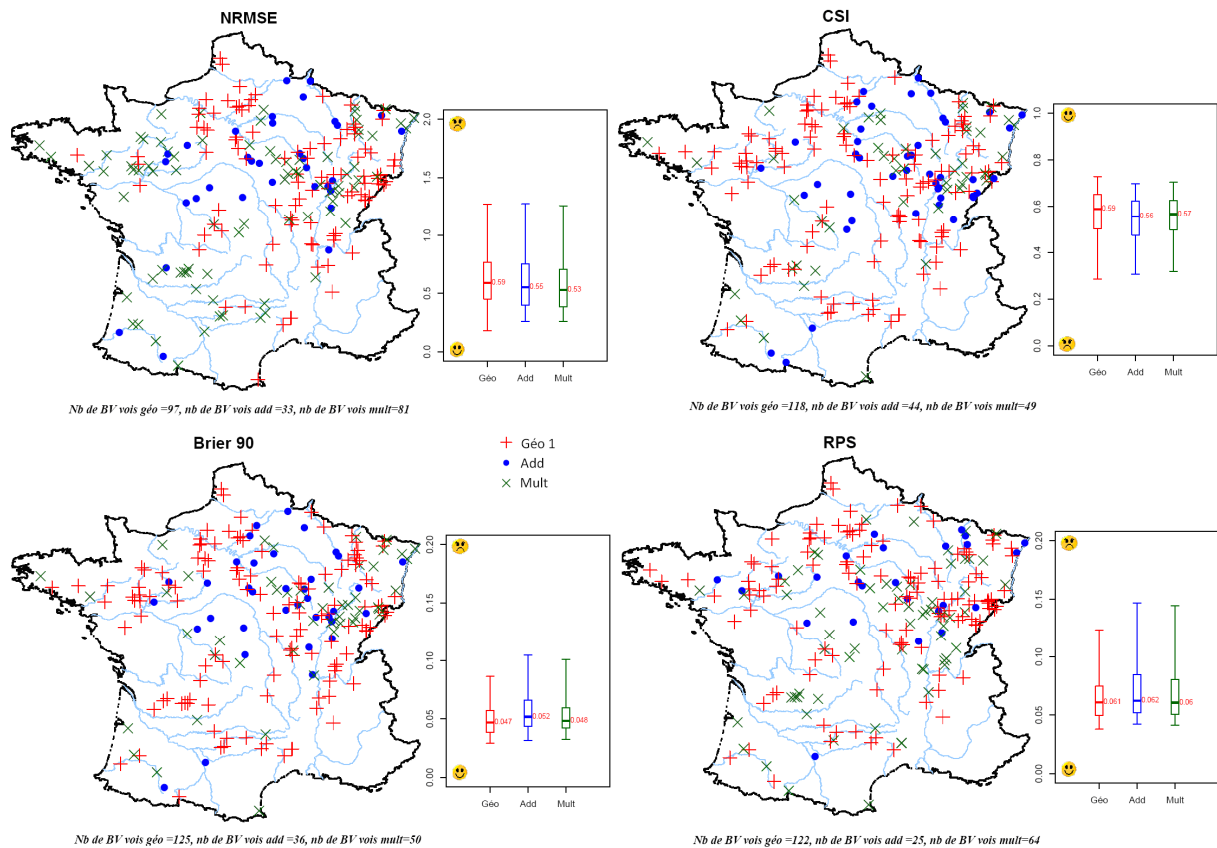 NRMSE
2.0
1.5
1.0
0.5
0.0
0.59
0.55
0.53
Géo
Add
Mult
Nb de BV vois géo =97, nb de BV vois add =33, nb de BV vois mult=81
CSI
1.0
0.8
0.6
0.4
0.2
0.0
0.59
0.56
0.57
Géo
Add
Mult
Nb de BV vois géo =118, nb de BV vois add =44, nb de BV vois mult=49
Brier 90
Géo 1
Add
Mult
0.20
0.15
0.10
0.05
0.00
0.047
0.052
0.048
Géo
Add
Mult
Nb de BV vois géo =125, nb de BV vois add =36, nb de BV vois mult=50
RPS
0.20
0.15
0.10
0.05
0.00
0.061
0.062
0.06
Géo
Add
Mult
Nb de BV vois géo =122, nb de BV vois add =25, nb de BV vois mult=64